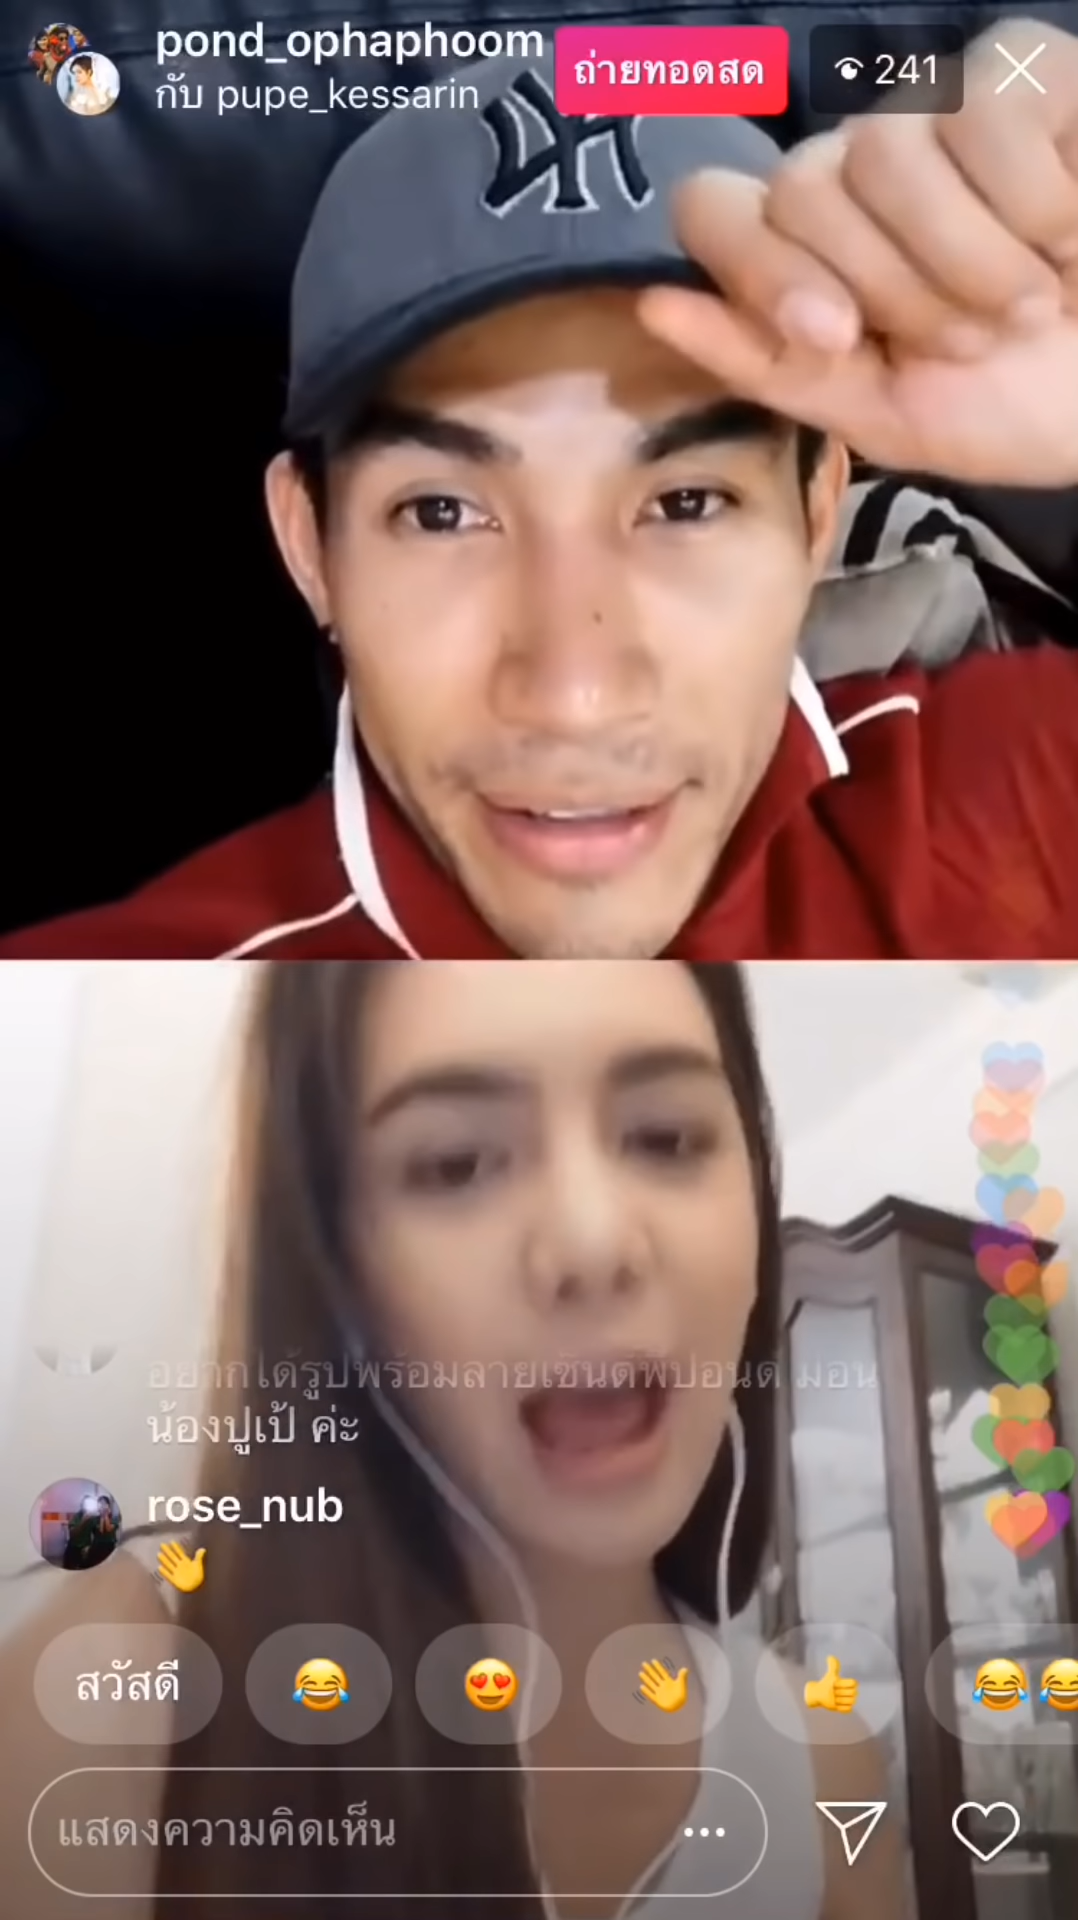 pond_ophaphoom
กับ pupe_kessarin
ถ่ายทอดสด
241
อยากได้รูปพร้อมลายเซ็นต์พี่ปอนด์ มอน
น้องปูเป้ ค่ะ
rose_nub
👋
สวัสดี 😂 😍 👋 👍 😂 😂
แสดงความคิดเห็น